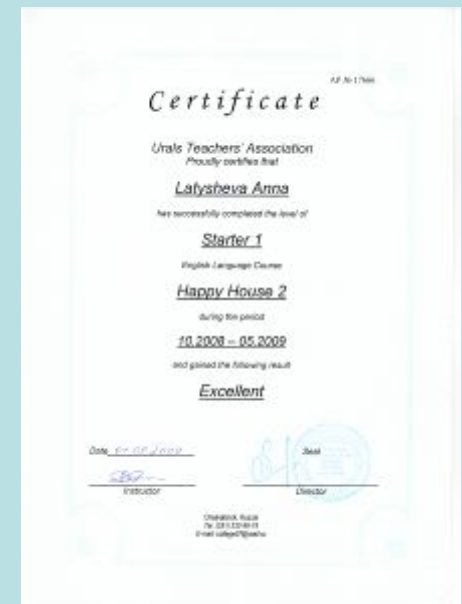 Certificate
Urals Teachers' Association
Proudly certifies that
Latysheva Anna
has successfully completed the level of
Starter 1
English Language Course
Happy House 2
during the period
10.2008 – 05.2009
and gained the following result
Excellent
Date
Seal
Instructor
Director